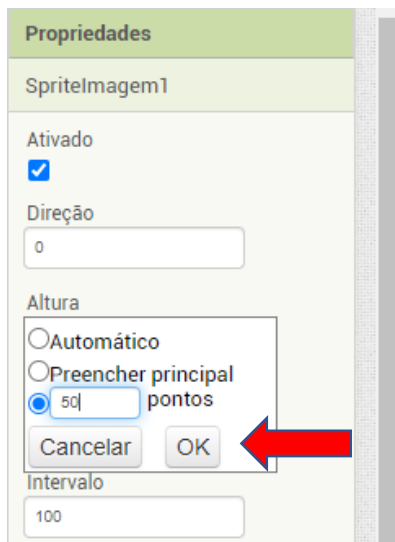 Propriedades
SpriteImagem1
Ativado
Direção
0
Altura
Automático
Preencher principal
50 pontos
Cancelar OK
Intervalo
100